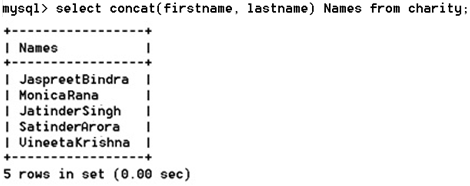 mysql> select concat(firstname, lastname) Names from charity;
+-----------------+
| Names           |
+-----------------+
| JaspreetBindra  |
| MonicaRana      |
| JatinderSingh   |
| SatinderArora   |
| VineetaKrishna  |
+-----------------+
5 rows in set (0.00 sec)